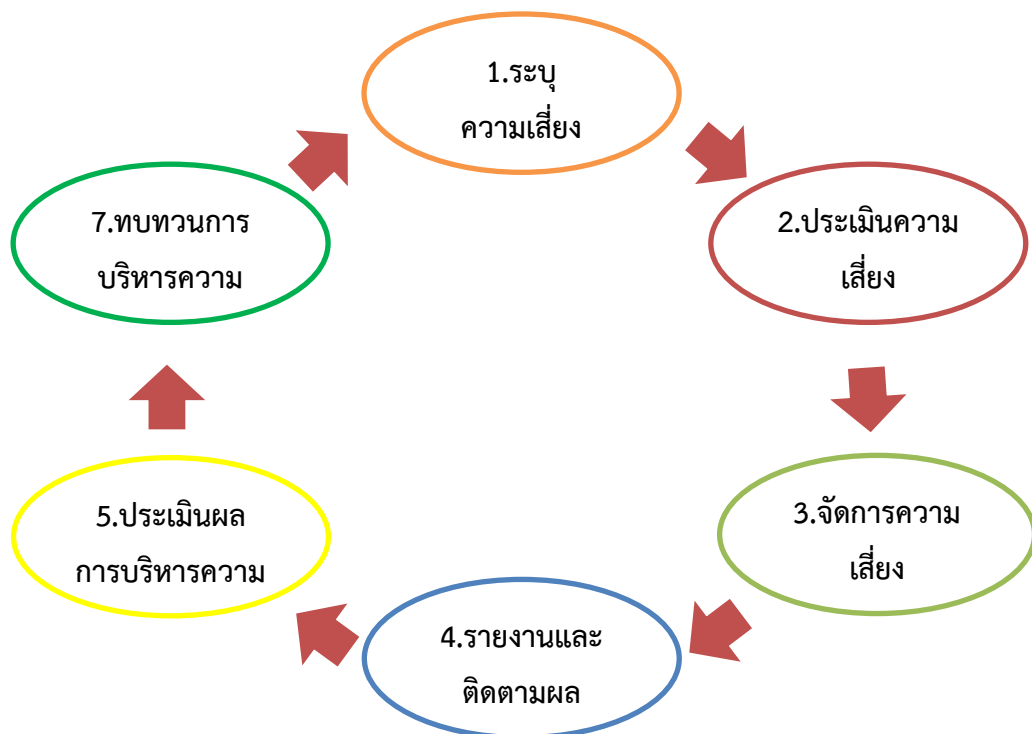 1.ระบุ
ความเสี่ยง
2.ประเมินความ
เสี่ยง
3.จัดการความ
เสี่ยง
4.รายงานและ
ติดตามผล
5.ประเมินผล
การบริหารความ
7.ทบทวนการ
บริหารความ